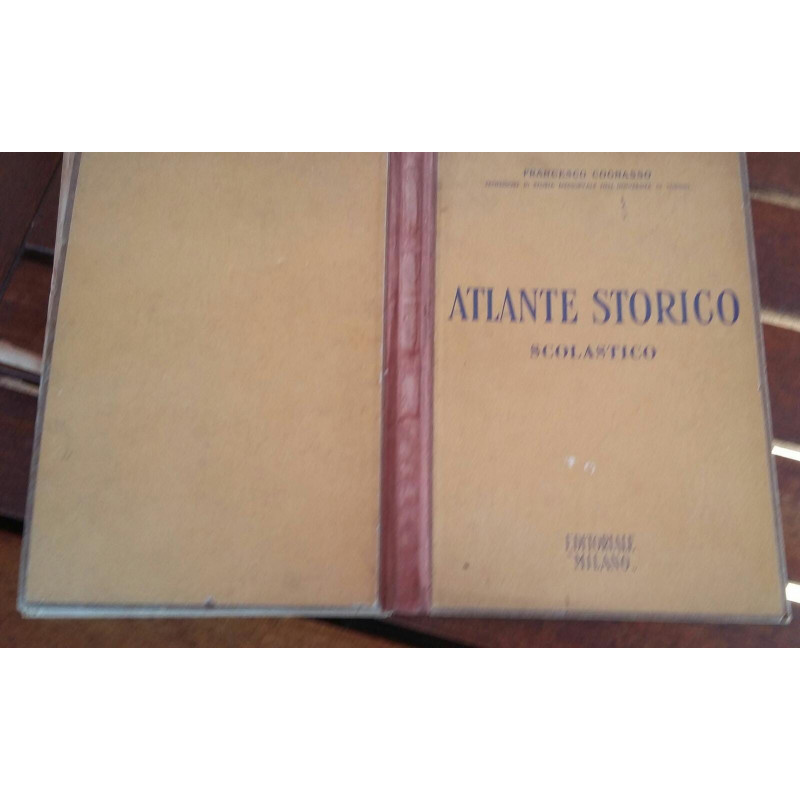 FRANCESCO COGNASSO
ATLANTE STORICO
SCOLASTICO
EDITORIALE
MILANO